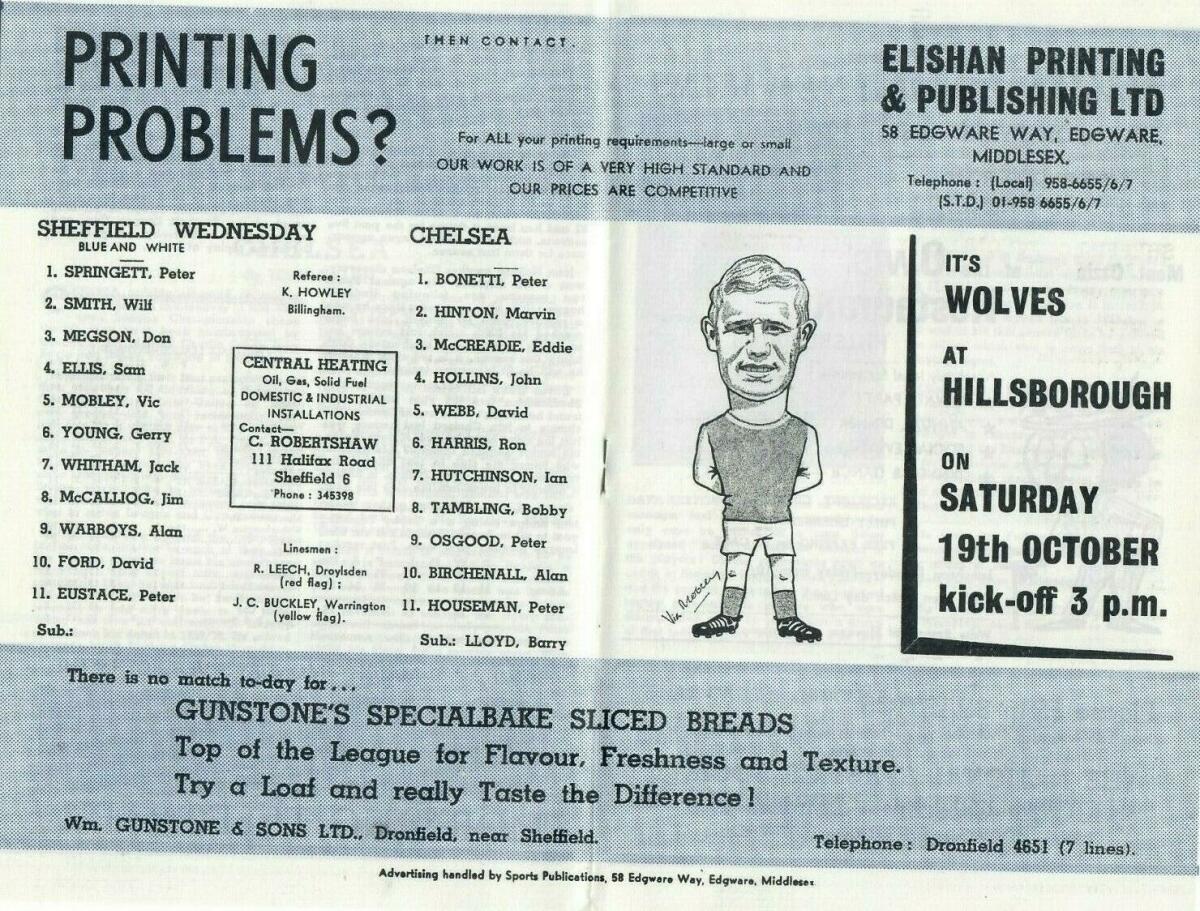 PRINTING
PROBLEMS?
THEN CONTACT.
For ALL your printing requirements—large or small
OUR WORK IS OF A VERY HIGH STANDARD AND
OUR PRICES ARE COMPETITIVE
ELISHAN PRINTING
& PUBLISHING LTD
58 EDGWARE WAY, EDGWARE,
MIDDLESEX.
Telephone : (Local) 958-6655/6/7
(S.T.D.) 01-958 6655/6/7
SHEFFIELD WEDNESDAY
BLUE AND WHITE
1. SPRINGETT, Peter
2. SMITH, Wilf
3. MEGSON, Don
4. ELLIS, Sam
5. MOBLEY, Vic
6. YOUNG, Gerry
7. WHITHAM, Jack
8. McCALLIOG, Jim
9. WARBOYS, Alan
10. FORD, David
11. EUSTACE, Peter
Sub.:
Referee :
K. HOWLEY
Billingham.
CENTRAL HEATING
Oil, Gas, Solid Fuel
DOMESTIC & INDUSTRIAL
INSTALLATIONS
Contact—
C. ROBERTSHAW
111 Halifax Road
Sheffield 6
'Phone : 345398
Linesmen :
R. LEECH, Droylsden
(red flag) ;
J. C. BUCKLEY, Warrington
(yellow flag).
CHELSEA
1. BONETTI, Peter
2. HINTON, Marvin
3. McCREADIE, Eddie
4. HOLLINS, John
5. WEBB, David
6. HARRIS, Ron
7. HUTCHINSON, Ian
8. TAMBLING, Bobby
9. OSGOOD, Peter
10. BIRCHENALL, Alan
11. HOUSEMAN, Peter
Sub.: LLOYD, Barry
Vic Mobley
IT'S
WOLVES
AT
HILLSBOROUGH
ON
SATURDAY
19th OCTOBER
kick-off 3 p.m.
There is no match to-day for...
GUNSTONE'S SPECIALBAKE SLICED BREADS
Top of the League for Flavour, Freshness and Texture.
Try a Loaf and really Taste the Difference !
Wm. GUNSTONE & SONS LTD., Dronfield, near Sheffield.
Telephone : Dronfield 4651 (7 lines).
Advertising handled by Sports Publications, 58 Edgware Way, Edgware, Middlesex